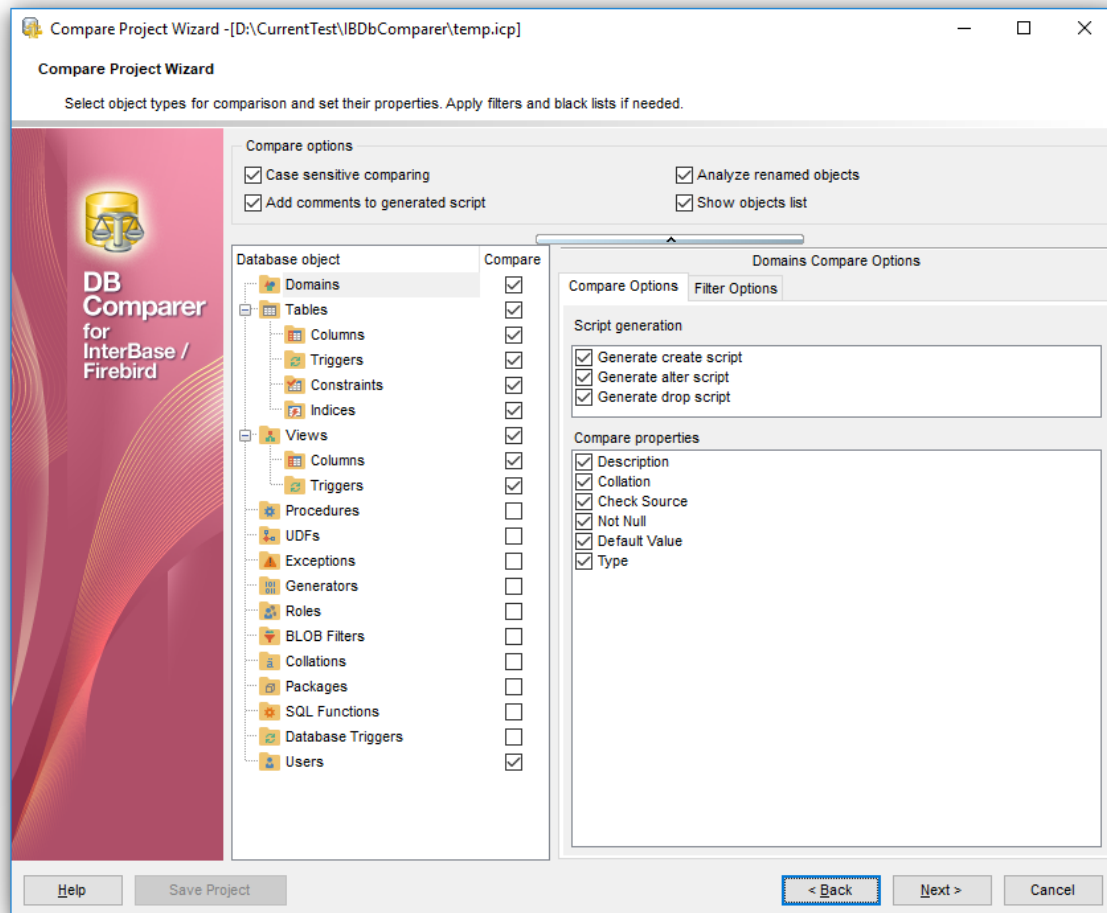 Compare Project Wizard -[D:\CurrentTest\IBDbComparer\temp.icp]
Compare Project Wizard
Select object types for comparison and set their properties. Apply filters and black lists if needed.
DB
Comparer
for
InterBase /
Firebird
Compare options
Case sensitive comparing
Analyze renamed objects
Add comments to generated script
Show objects list
Database object
Compare
Domains
Tables
Columns
Triggers
Constraints
Indices
Views
Columns
Triggers
Procedures
UDFs
Exceptions
Generators
Roles
BLOB Filters
Collations
Packages
SQL Functions
Database Triggers
Users
Domains Compare Options
Compare Options
Filter Options
Script generation
Generate create script
Generate alter script
Generate drop script
Compare properties
Description
Collation
Check Source
Not Null
Default Value
Type
Help
Save Project
< Back
Next >
Cancel